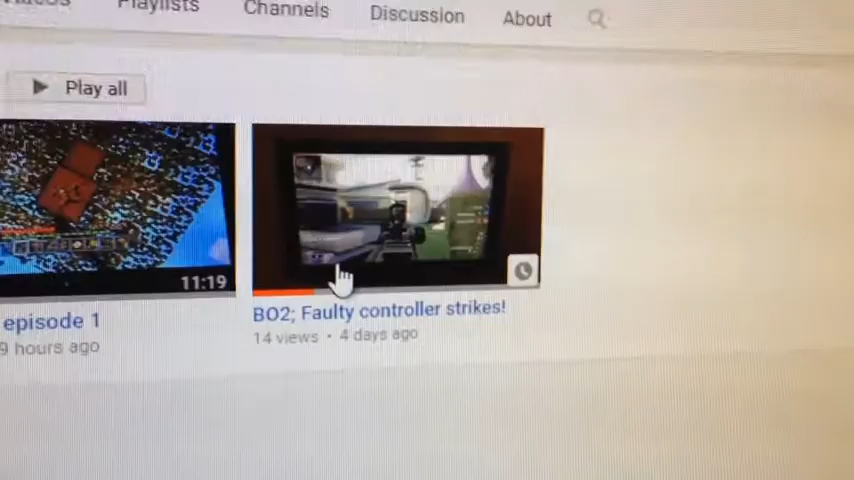 Playlists Channels Discussion About
Play all
11:19
episode 1
9 hours ago
BO2; Faulty controller strikes!
14 views • 4 days ago